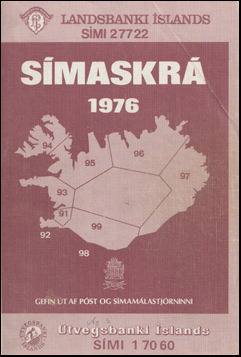 LANDSBANKI ÍSLANDS
SÍMI 27722
SÍMASKRÁ
1976
94
95
96
97
93
91
92
99
98
GEFIN ÚT AF PÓST OG SÍMAMÁLASTJÓRNINNI
Útvegsbanki Íslands
SÍMI 17060